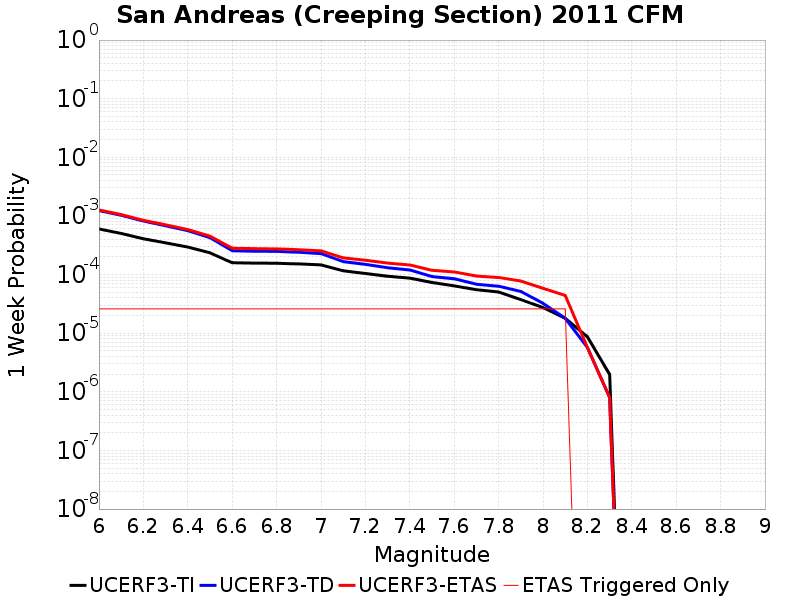 San Andreas (Creeping Section) 2011 CFM
1 Week Probability
10^0
10^-1
10^-2
10^-3
10^-4
10^-5
10^-6
10^-7
10^-8
6 6.2 6.4 6.6 6.8 7 7.2 7.4 7.6 7.8 8 8.2 8.4 8.6 8.8 9
Magnitude
UCERF3-TI UCERF3-TD UCERF3-ETAS ETAS Triggered Only